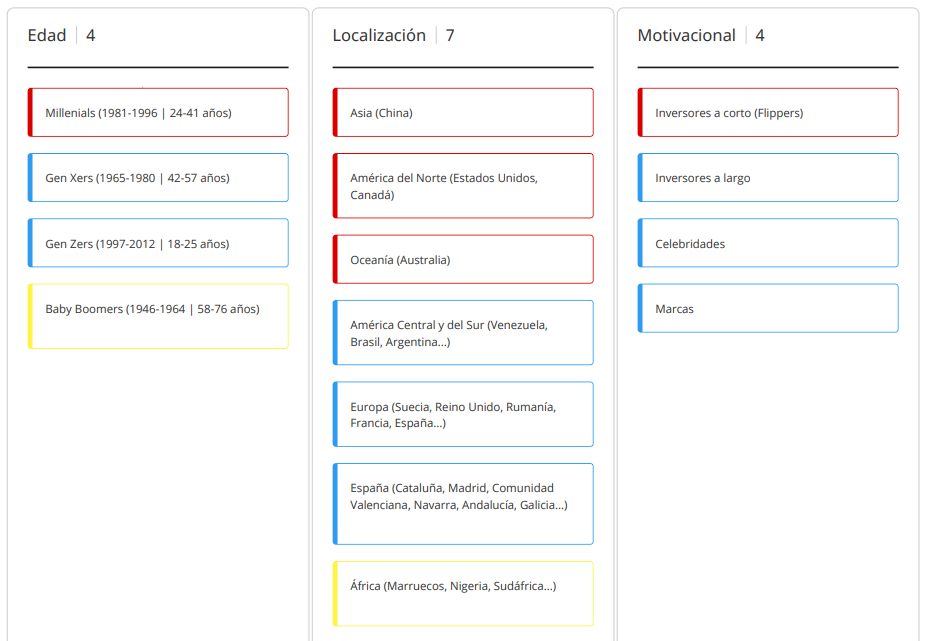 Edad | 4
Millenials (1981-1996 | 24-41 años)
Gen Xers (1965-1980 | 42-57 años)
Gen Zers (1997-2012 | 18-25 años)
Baby Boomers (1946-1964 | 58-76 años)
Localización | 7
Asia (China)
América del Norte (Estados Unidos,
Canadá)
Oceanía (Australia)
América Central y del Sur (Venezuela,
Brasil, Argentina...)
Europa (Suecia, Reino Unido, Rumanía,
Francia, España...)
España (Cataluña, Madrid, Comunidad
Valenciana, Navarra, Andalucía, Galicia...)
África (Marruecos, Nigeria, Sudáfrica...)
Motivacional | 4
Inversores a corto (Flippers)
Inversores a largo
Celebridades
Marcas